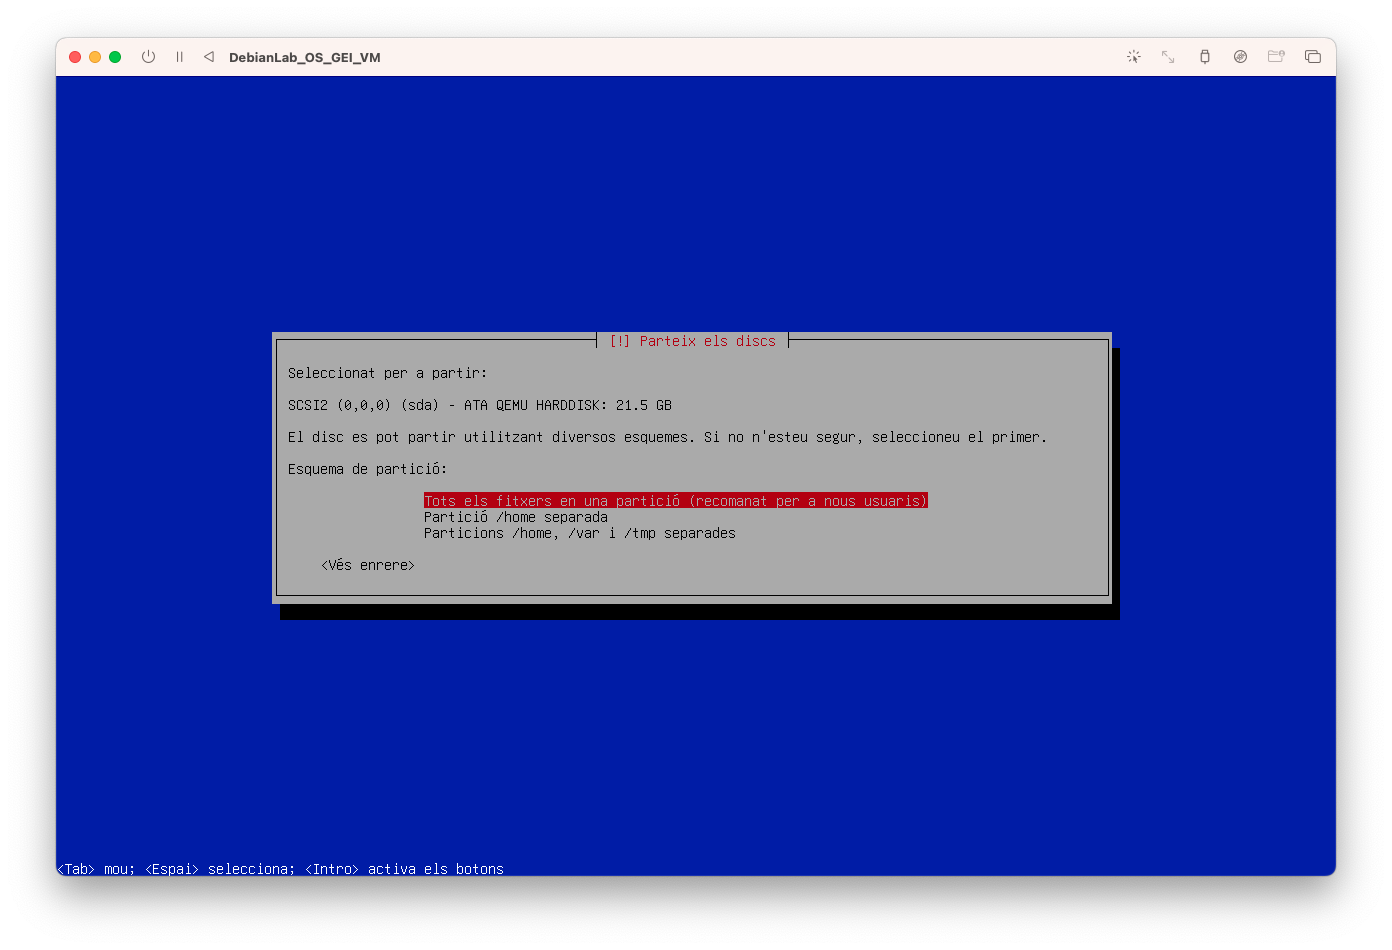 DebianLab_OS_GEI_VM
[!] Parteix els discs
Seleccionat per a partir:
SCSI2 (0,0,0) (sda) - ATA QEMU HARDDISK: 21.5 GB
El disc es pot partir utilitzant diversos esquemes. Si no n'esteu segur, seleccioneu el primer.
Esquema de partició:
Tots els fitxers en una partició (recomanat per a nous usuaris)
Partició /home separada
Particions /home, /var i /tmp separades
<Vés enrere>
<Tab> mou; <Espai> selecciona; <Intro> activa els botons